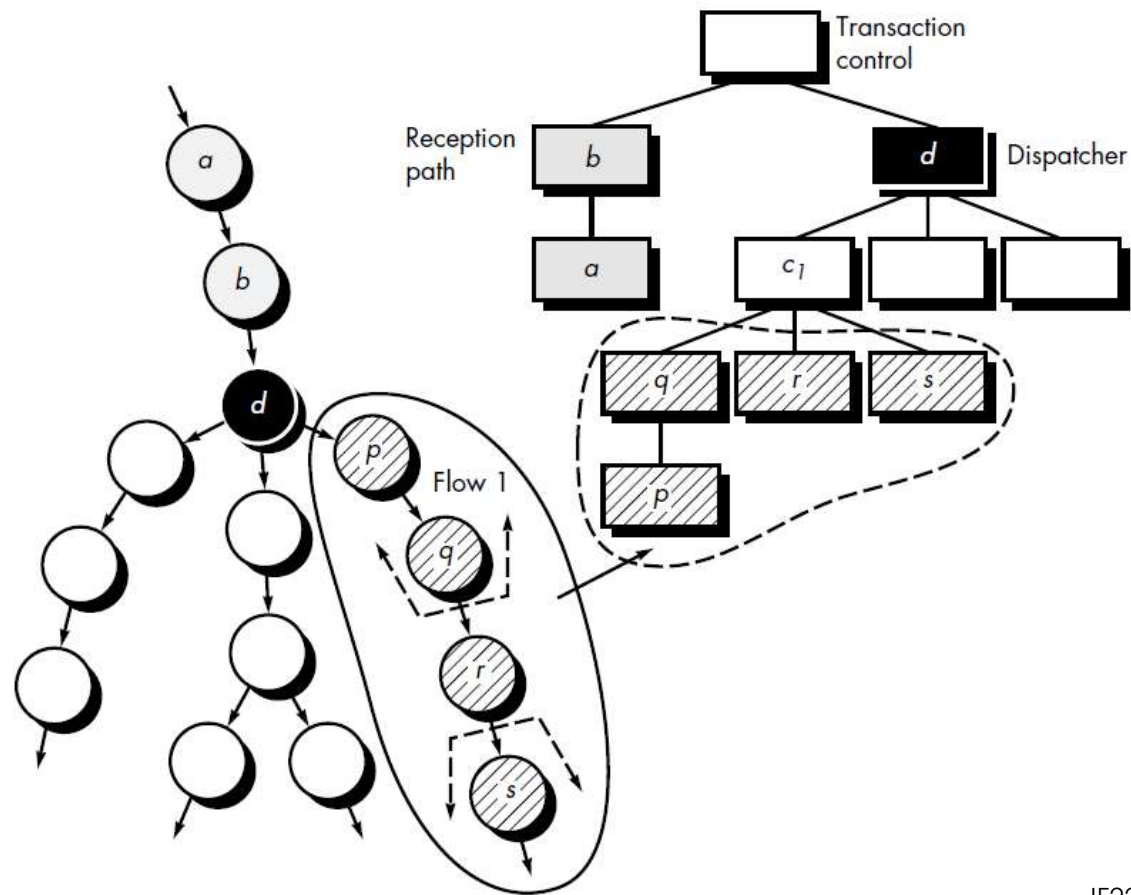 Transaction
control
Reception
path
b
d
Dispatcher
a
c1
q
r
s
p
a
b
d
p
Flow 1
q
r
s